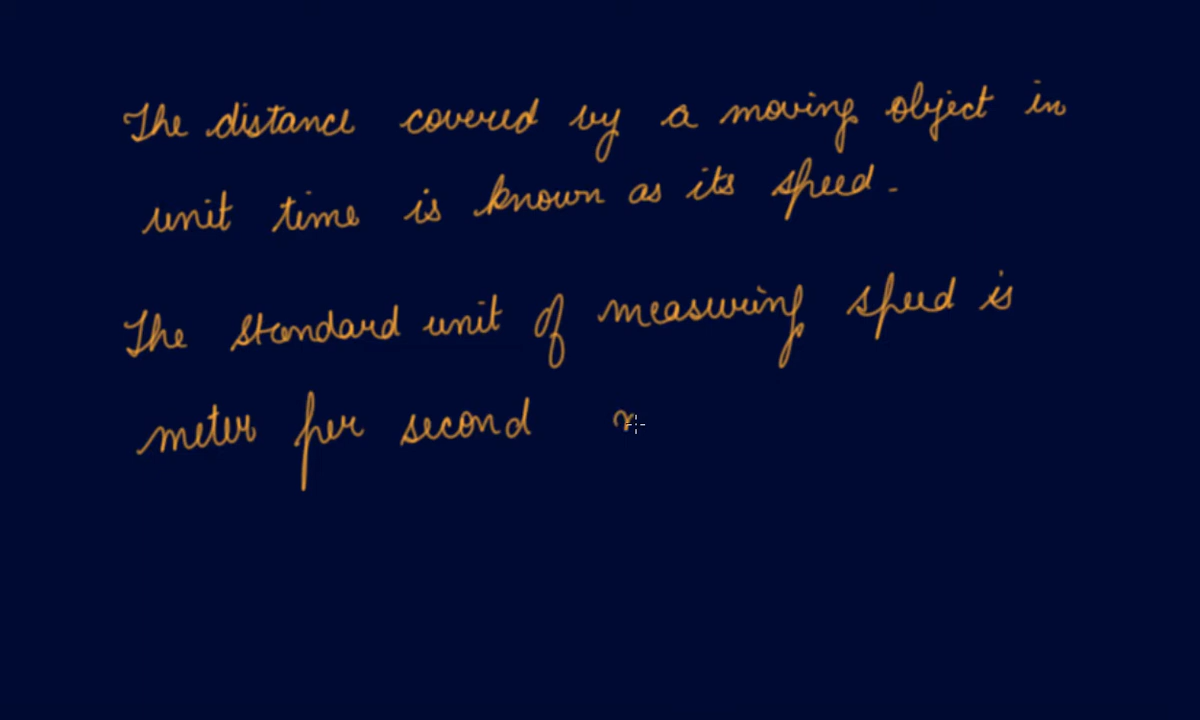 The distance covered by a moving object in
unit time is known as its speed.
The standard unit of measuring speed is
meter per second